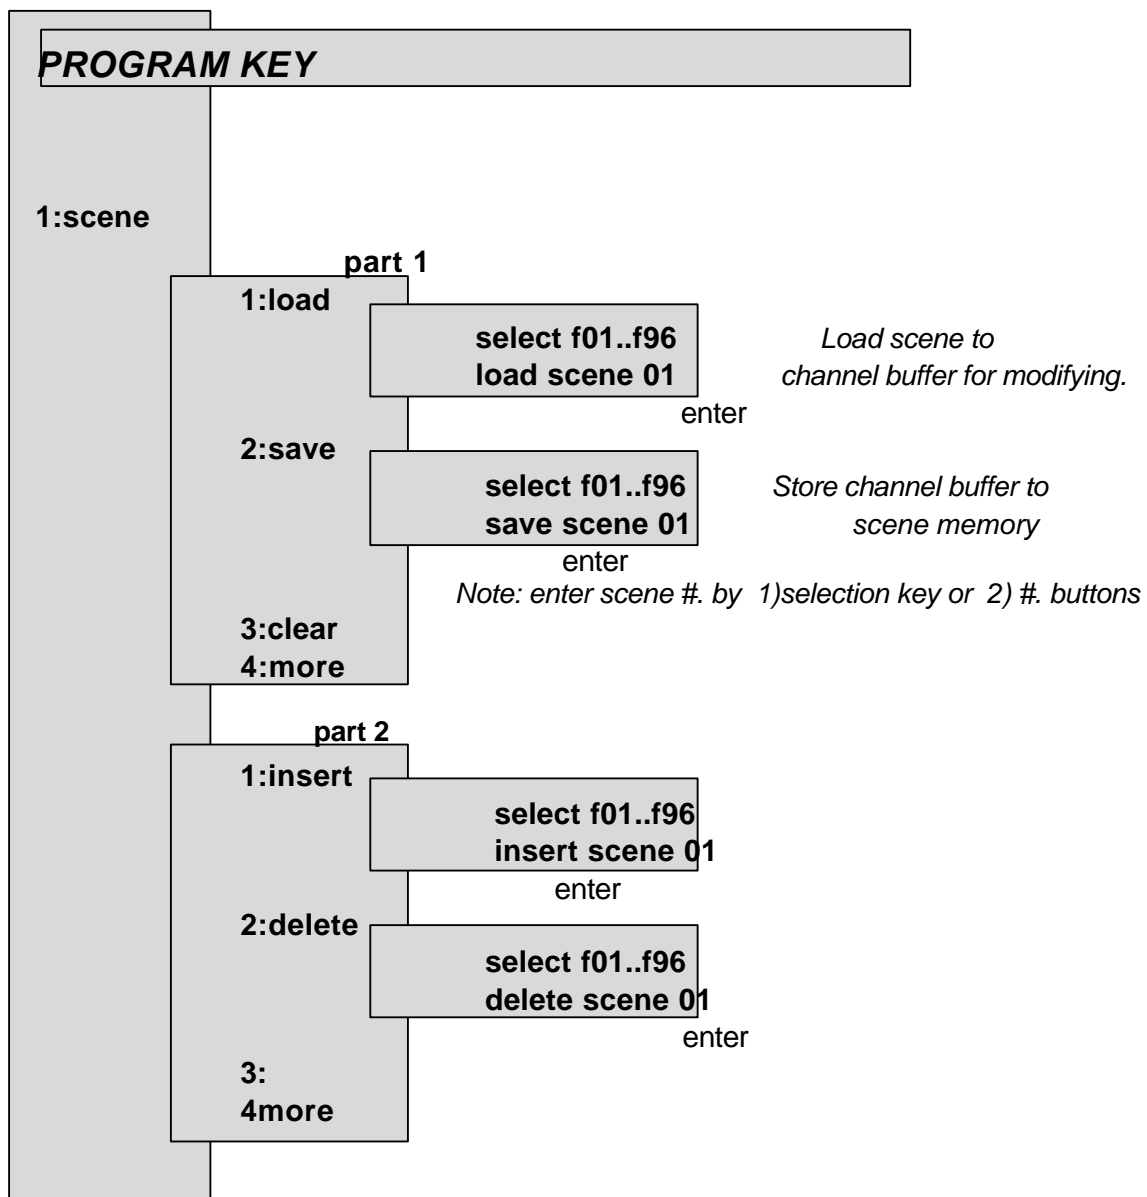 PROGRAM KEY
1:scene
part 1
1:load
select f01..f96
load scene 01
Load scene to
channel buffer for modifying.
enter
2:save
select f01..f96
save scene 01
Store channel buffer to
scene memory
enter
Note: enter scene #. by 1)selection key or 2) #. buttons
3:clear
4:more
part 2
1:insert
select f01..f96
insert scene 01
enter
2:delete
select f01..f96
delete scene 01
enter
3:
4more